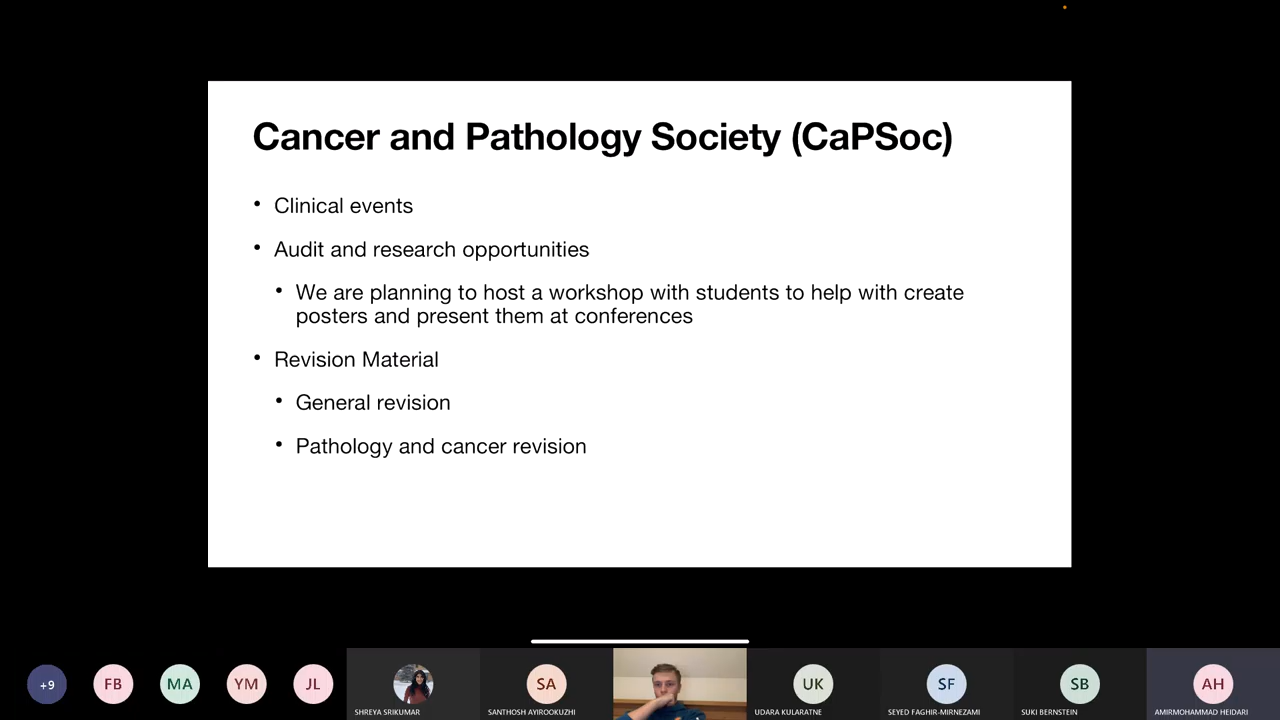 Cancer and Pathology Society (CaPSoc)
• Clinical events
• Audit and research opportunities
• We are planning to host a workshop with students to help with create
posters and present them at conferences
• Revision Material
• General revision
• Pathology and cancer revision
+9
FB
MA
YM
JL
SHREYA SRIKUMAR
SA
SANTHOSH AYIROOKUZHI
UK
UDARA KULARATNE
SF
SEYED FAGHIR-MIRNEZAMI
SB
SUKI BERNSTEIN
AH
AMIRMOHAMMAD HEIDARI